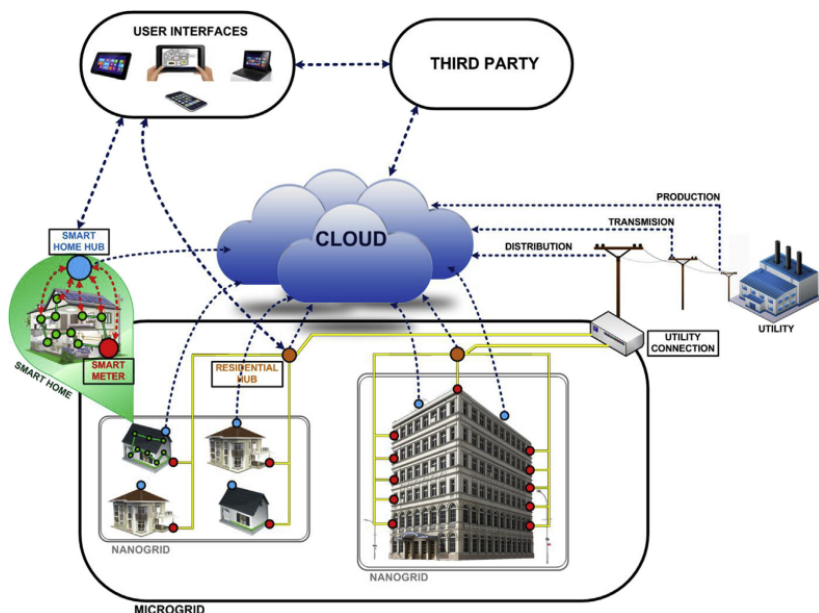 USER INTERFACES
THIRD PARTY
PRODUCTION
TRANSMISION
CLOUD
DISTRIBUTION
SMART
HOME HUB
UTILITY
UTILITY
CONNECTION
SMART
METER
RESIDENTIAL
HUB
SMART HOME
NANOGRID
NANOGRID
MICROGRID